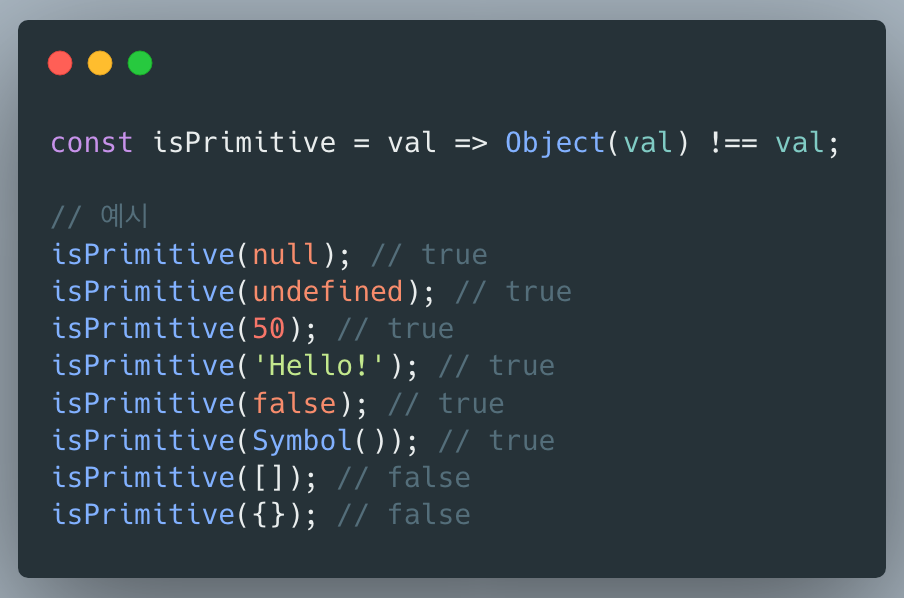 const isPrimitive = val => Object(val) !== val;
// 예시
isPrimitive(null); // true
isPrimitive(undefined); // true
isPrimitive(50); // true
isPrimitive('Hello!'); // true
isPrimitive(false); // true
isPrimitive(Symbol()); // true
isPrimitive([]); // false
isPrimitive({}); // false